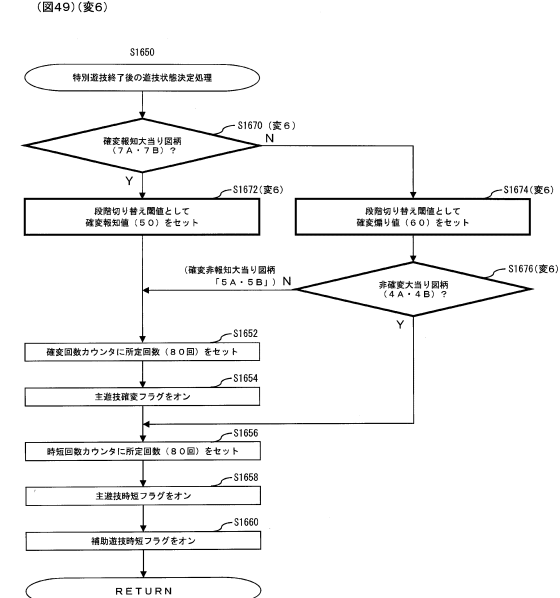 (図49)(変6)
S1650
特別遊技終了後の遊技状態決定処理
S1670 (変6)
確変報知大当り図柄
(7A・7B)?
N
Y
S1672(変6)
段階切り替え閾値として
確変報知値(50)をセット
S1674(変6)
段階切り替え閾値として
確変煽り値(60)をセット
(確変非報知大当り図柄
「5A・5B」)
N
S1676(変6)
非確変大当り図柄
(4A・4B)?
Y
S1652
確変回数カウンタに所定回数(80回)をセット
S1654
主遊技確変フラグをオン
S1656
時短回数カウンタに所定回数(80回)をセット
S1658
主遊技時短フラグをオン
S1660
補助遊技時短フラグをオン
RETURN